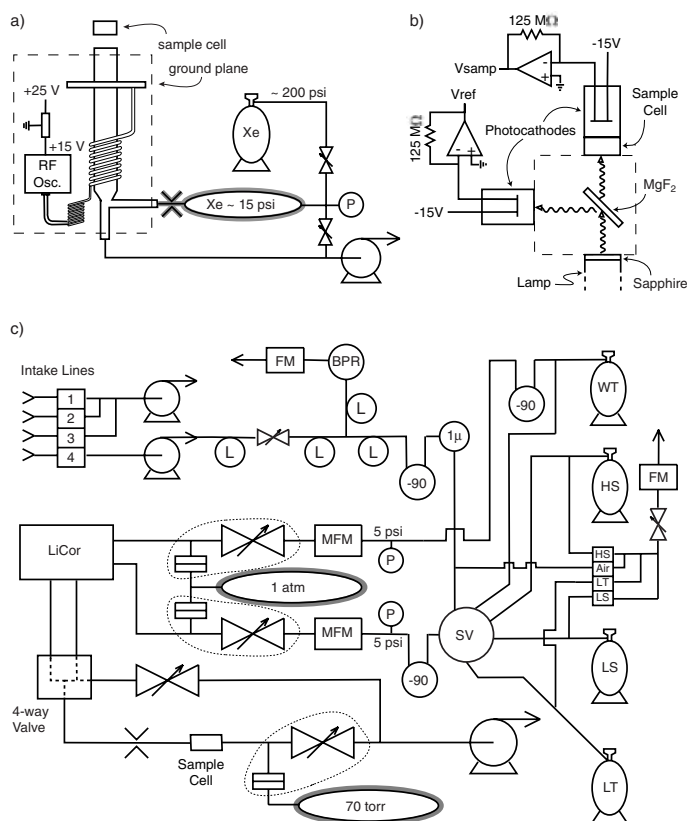 a)
sample cell
ground plane
+25 V
+15 V
RF
Osc.
~ 200 psi
Xe
Xe ~ 15 psi
P
b)
125 MΩ
-15V
Vsamp
-
+
Sample
Cell
Vref
125 MΩ
-
+
Photocathodes
MgF2
-15V
Lamp
Sapphire
c)
Intake Lines
1
2
3
4
FM
BPR
L
L
L
L
-90
1μ
-90
WT
HS
FM
HS
Air
LT
LS
LiCor
MFM
5 psi
P
1 atm
MFM
P
5 psi
-90
SV
LS
4-way
Valve
Sample
Cell
70 torr
LT